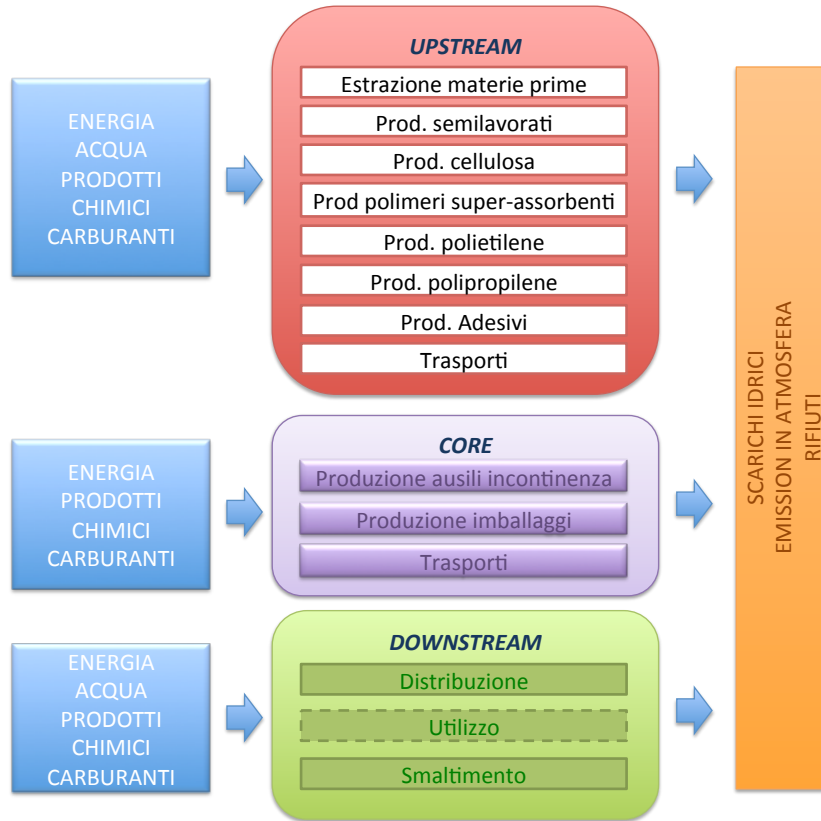 UPSTREAM
Estrazione materie prime
Prod. semilavorati
Prod. cellulosa
Prod polimeri super-assorbenti
Prod. polietilene
Prod. polipropilene
Prod. Adesivi
Trasporti
ENERGIA
ACQUA
PRODOTTI
CHIMICI
CARBURANTI
CORE
Produzione ausili incontinenza
Produzione imballaggi
Trasporti
ENERGIA
PRODOTTI
CHIMICI
CARBURANTI
DOWNSTREAM
Distribuzione
Utilizzo
Smaltimento
ENERGIA
ACQUA
PRODOTTI
CHIMICI
CARBURANTI
SCARICHI IDRICI
EMISSION IN ATMOSFERA
RIFIUTI